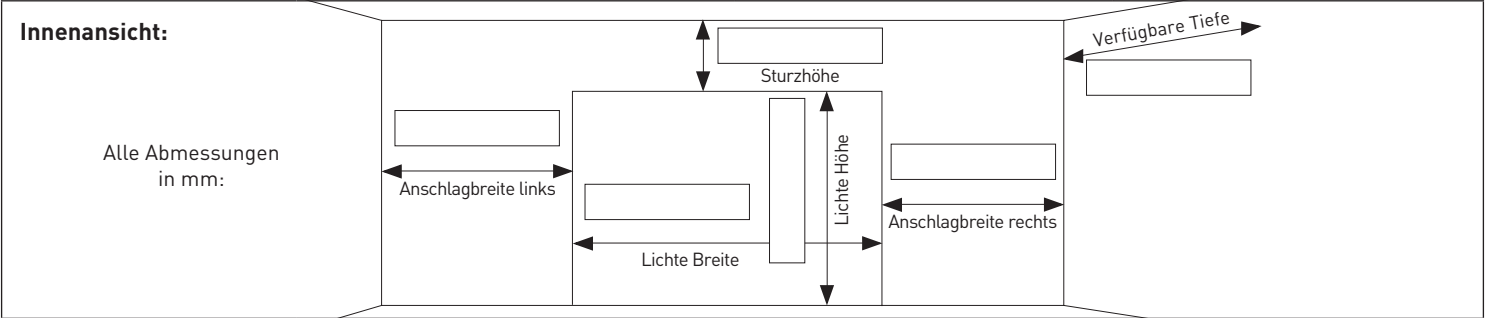 Innenansicht:
Verfügbare Tiefe
Sturzhöhe
Alle Abmessungen
in mm:
Anschlagbreite links
Lichte Höhe
Anschlagbreite rechts
Lichte Breite